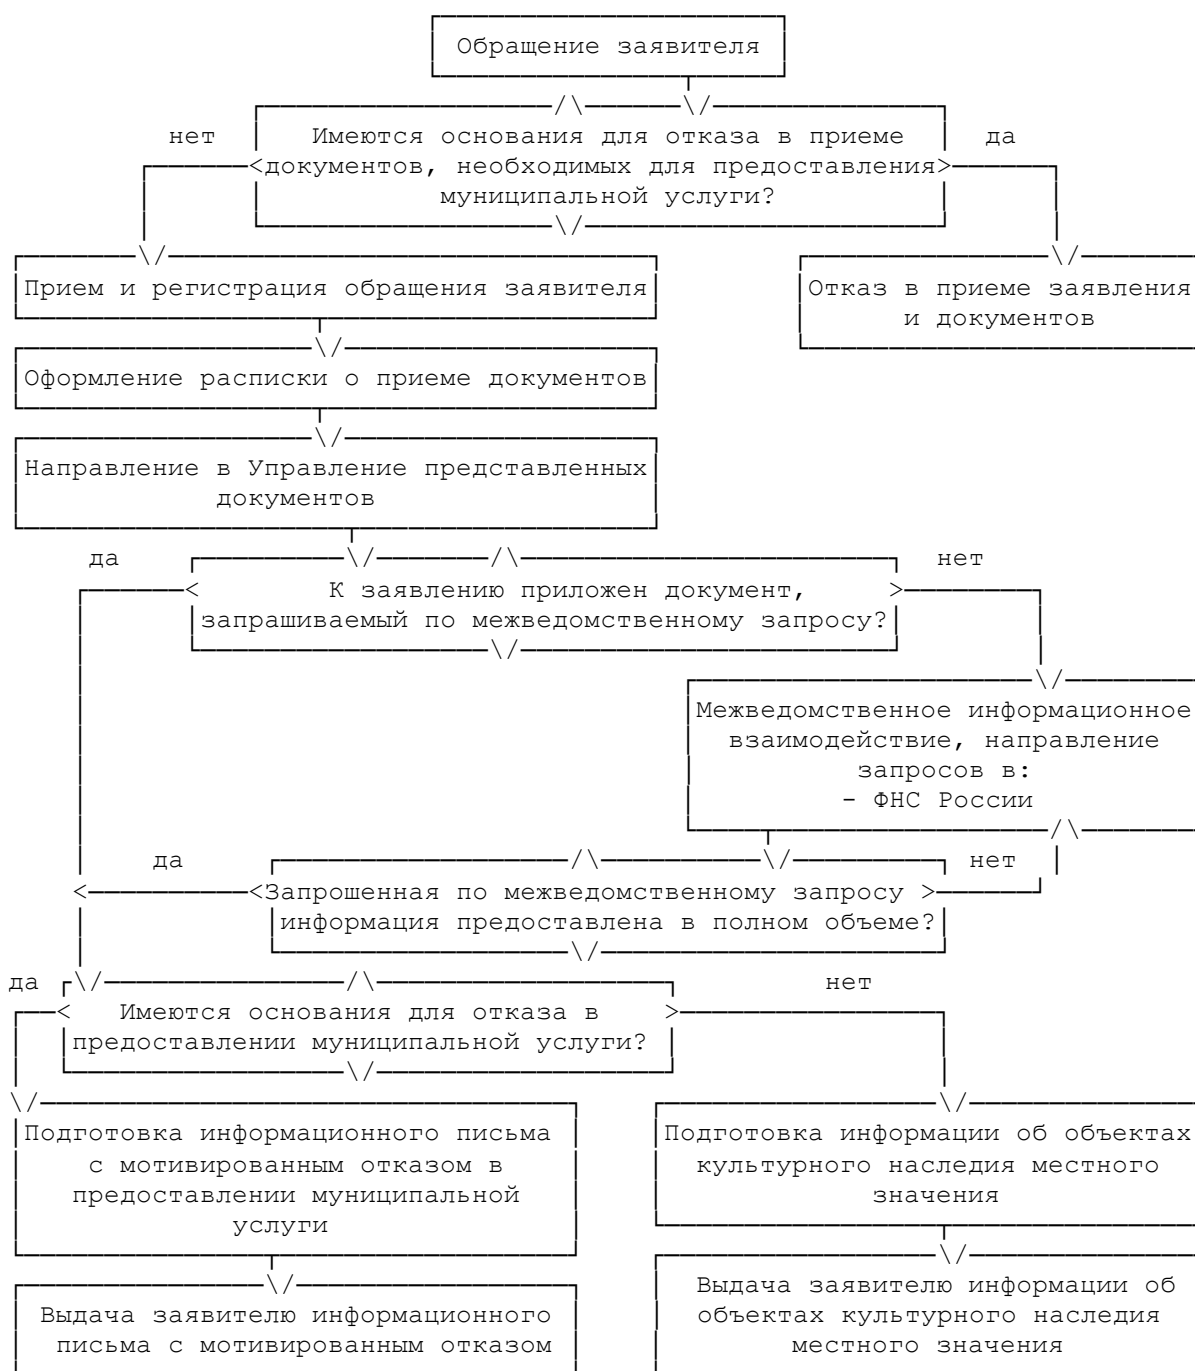 Обращение заявителя
нет
Имеются основания для отказа в приеме
да
документов, необходимых для предоставления
муниципальной услуги?
Прием и регистрация обращения заявителя
Отказ в приеме заявления
и документов
Оформление расписки о приеме документов
Направление в Управление представленных
документов
да
нет
К заявлению приложен документ,
запрашиваемый по межведомственному запросу?
Межведомственное информационное
взаимодействие, направление
запросов в:
- ФНС России
да
нет
Запрошенная по межведомственному запросу
информация предоставлена в полном объеме?
да
нет
Имеются основания для отказа в
предоставлении муниципальной услуги?
Подготовка информационного письма
с мотивированным отказом в
предоставлении муниципальной
услуги
Подготовка информации об объектах
культурного наследия местного
значения
Выдача заявителю информационного
письма с мотивированным отказом
Выдача заявителю информации об
объектах культурного наследия
местного значения